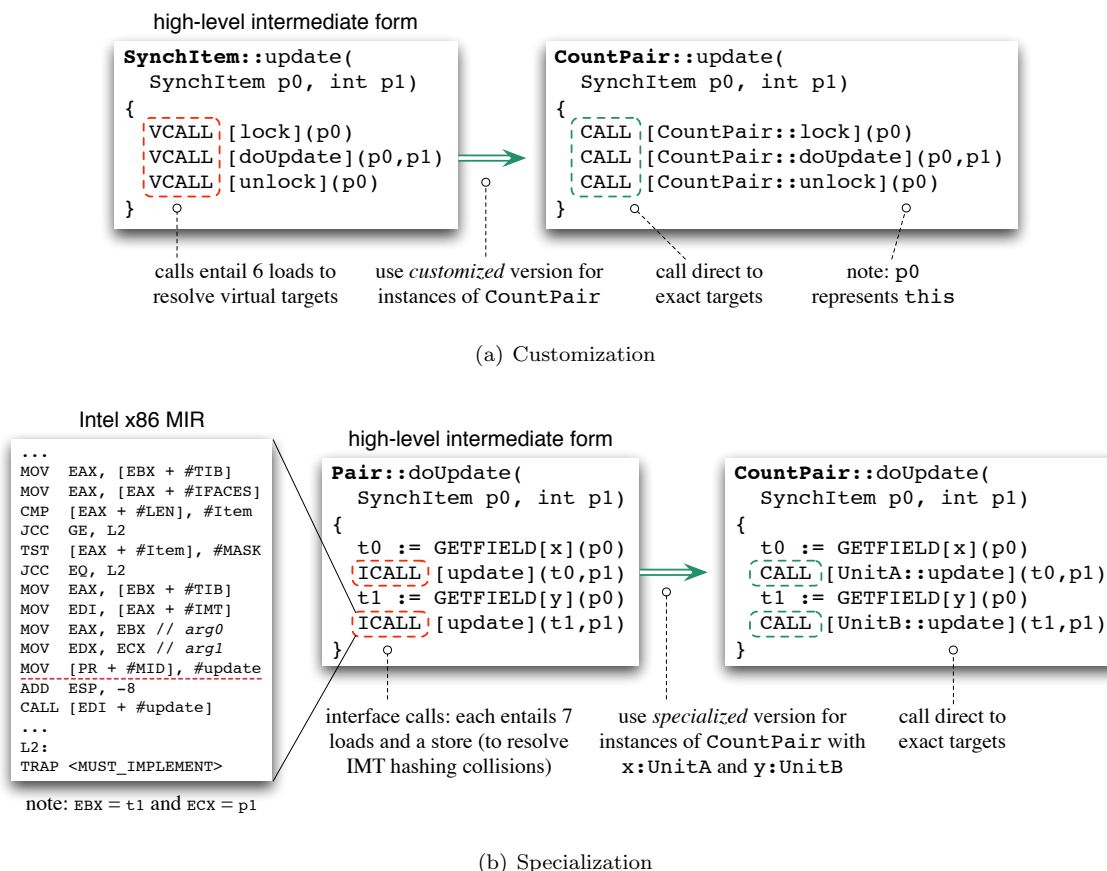 high-level intermediate form
SynchItem::update(
SynchItem p0, int p1)
{
VCALL [lock](p0)
VCALL [doUpdate](p0,p1)
VCALL [unlock](p0)
}
CountPair::update(
SynchItem p0, int p1)
{
CALL [CountPair::lock](p0)
CALL [CountPair::doUpdate](p0,p1)
CALL [CountPair::unlock](p0)
}
calls entail 6 loads to
resolve virtual targets
use customized version for
instances of CountPair
call direct to
exact targets
note: p0
represents this
(a) Customization
Intel x86 MIR
...
MOV EAX, [EBX + #TIB]
MOV EAX, [EAX + #IFACES]
CMP [EAX + #LEN], #Item
JCC GE, L2
TST [EAX + #Item], #MASK
JCC EQ, L2
MOV EAX, [EBX + #TIB]
MOV EDI, [EAX + #IMT]
MOV EAX, EBX // arg0
MOV EDX, ECX // arg1
MOV [PR + #MID], #update
ADD ESP, -8
CALL [EDI + #update]
...
L2:
TRAP <MUST_IMPLEMENT>
note: EBX = t1 and ECX = p1
high-level intermediate form
Pair::doUpdate(
SynchItem p0, int p1)
{
t0 := GETFIELD[x](p0)
ICALL [update](t0,p1)
t1 := GETFIELD[y](p0)
ICALL [update](t1,p1)
}
CountPair::doUpdate(
SynchItem p0, int p1)
{
t0 := GETFIELD[x](p0)
CALL [UnitA::update](t0,p1)
t1 := GETFIELD[y](p0)
CALL [UnitB::update](t1,p1)
}
interface calls: each entails 7
loads and a store (to resolve
IMT hashing collisions)
use specialized version for
instances of CountPair with
x:UnitA and y:UnitB
call direct to
exact targets
(b) Specialization